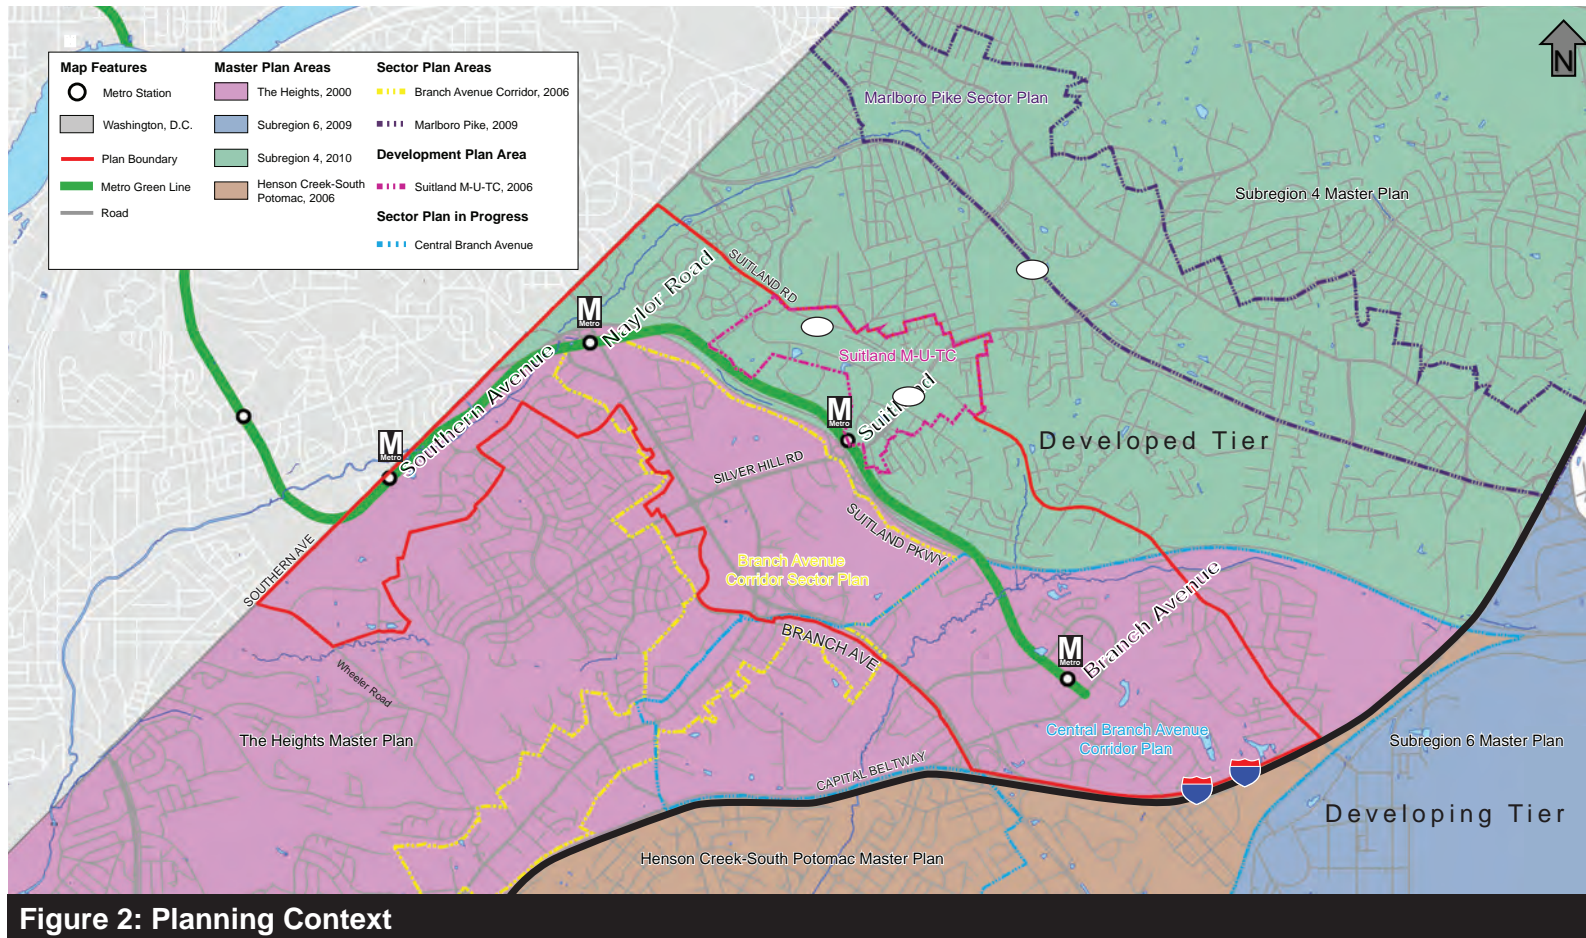 Map Features
Metro Station
Washington, D.C.
Plan Boundary
Metro Green Line
Road
Master Plan Areas
The Heights, 2000
Subregion 6, 2009
Subregion 4, 2010
Henson Creek-South
Potomac, 2006
Sector Plan Areas
Branch Avenue Corridor, 2006
Marlboro Pike, 2009
Development Plan Area
Suitland M-U-TC, 2006
Sector Plan in Progress
Central Branch Avenue
N
Marlboro Pike Sector Plan
Subregion 4 Master Plan
SUITLAND RD
M
Metro
Naylor Road
Suitland M-U-TC
M
Metro
Southern Avenue
M
Metro
Suitland
Developed Tier
SILVER HILL RD
SUITLAND PKWY
SOUTHERN AVE
Branch Avenue
Corridor Sector Plan
M
Metro
Branch Avenue
BRANCH AVE
Wheeler Road
The Heights Master Plan
Central Branch Avenue
Corridor Plan
Subregion 6 Master Plan
CAPITAL BELTWAY
Developing Tier
Henson Creek-South Potomac Master Plan
Figure 2: Planning Context